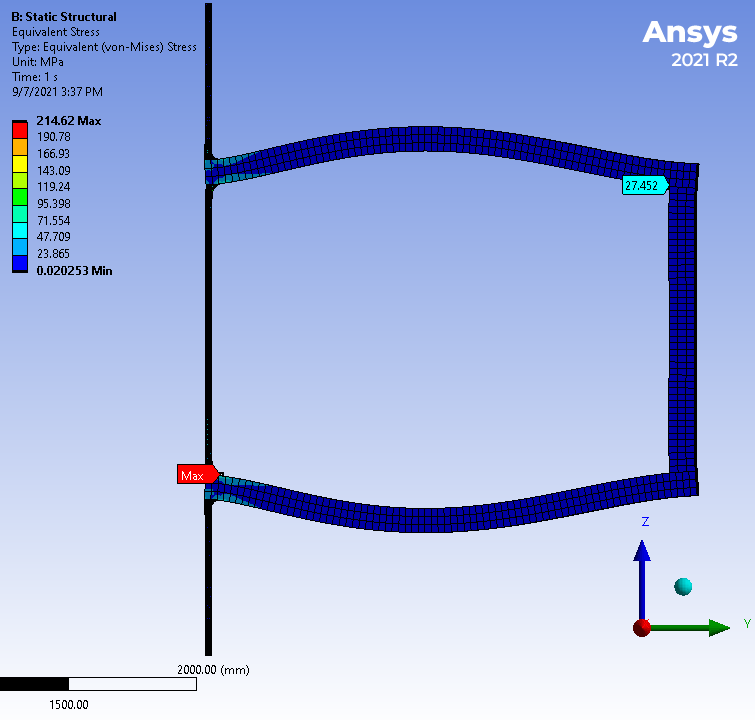 B: Static Structural
Equivalent Stress
Type: Equivalent (von-Mises) Stress
Unit: MPa
Time: 1 s
9/7/2021 3:37 PM
Ansys
2021 R2
214.62 Max
190.78
166.93
143.09
119.24
95.398
71.554
47.709
23.865
0.020253 Min
27.452
Max
Z
Y
2000.00 (mm)
1500.00